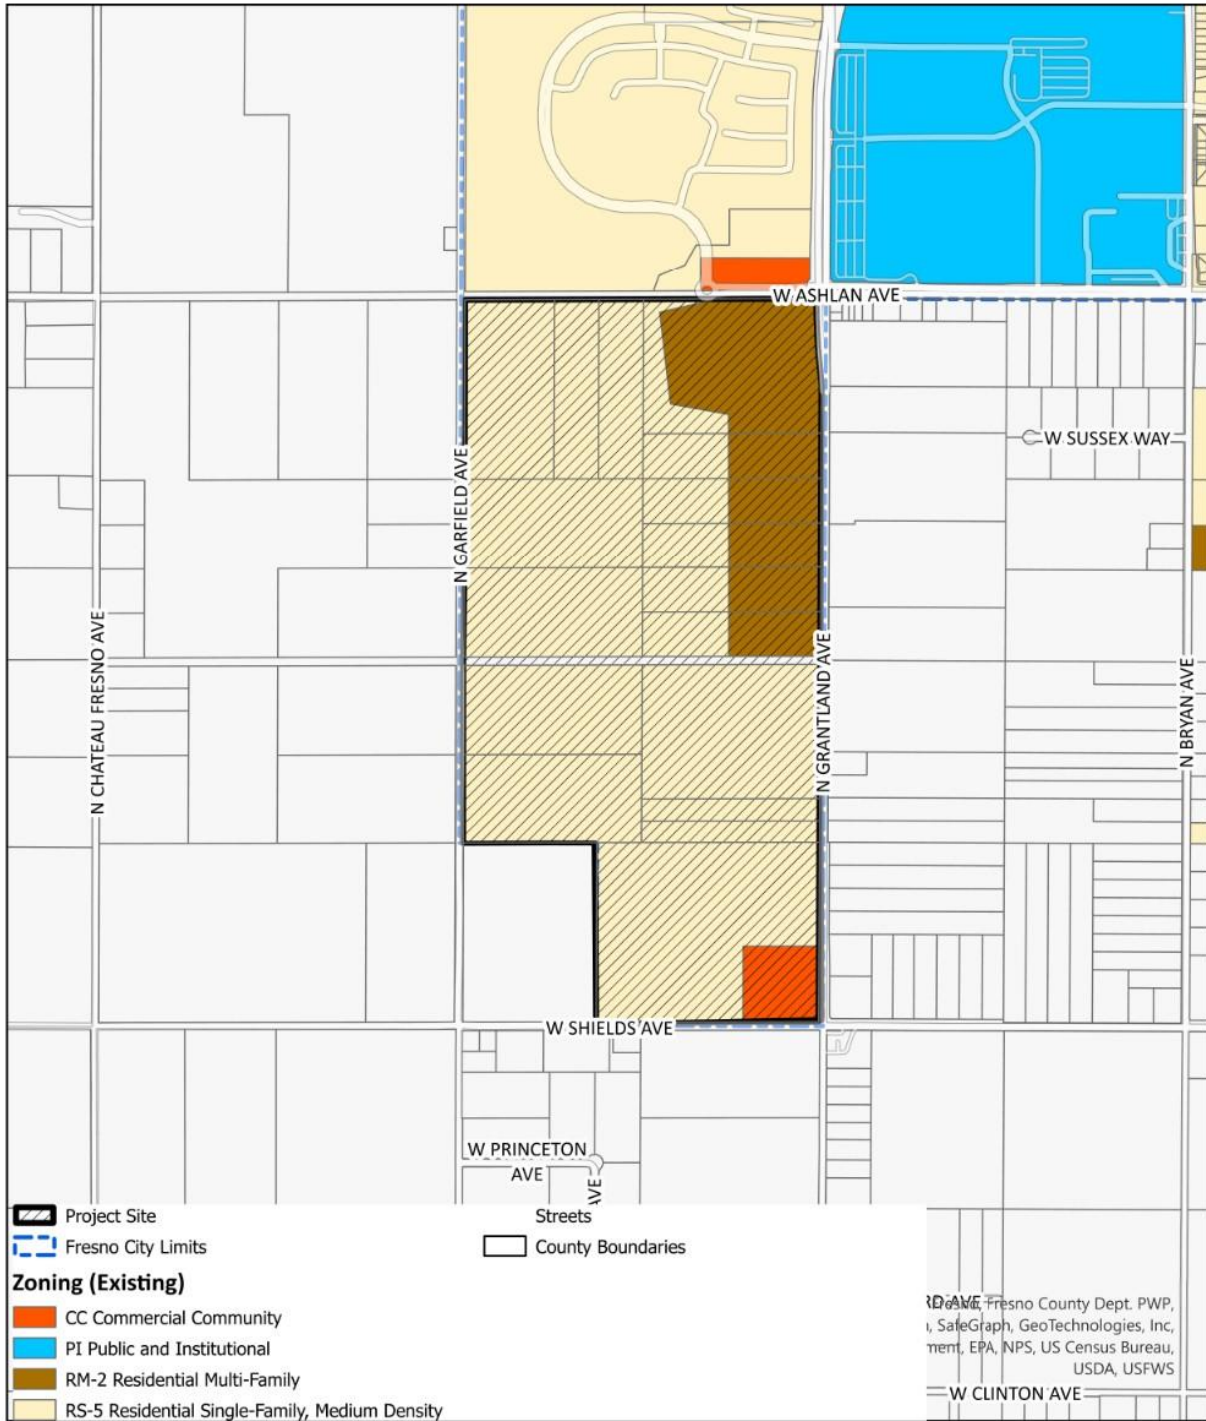 W ASHLAN AVE
W SUSSEX WAY
N GARFIELD AVE
N CHATEAU FRESNO AVE
N GRANTLAND AVE
N BRYAN AVE
W SHIELDS AVE
W PRINCETON
AVE
AVE
Project Site
Streets
Fresno City Limits
County Boundaries
Zoning (Existing)
CC Commercial Community
PI Public and Institutional
RM-2 Residential Multi-Family
RS-5 Residential Single-Family, Medium Density
RD AVE
Fresno County Dept. PWP,
SafeGraph, GeoTechnologies, Inc,
EPA, NPS, US Census Bureau,
USDA, USFWS
W CLINTON AVE